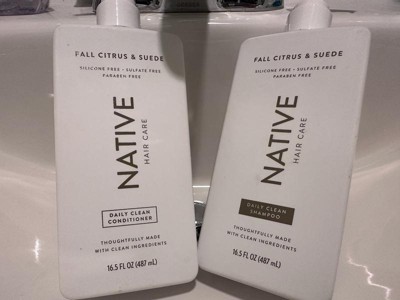 FALL CITRUS & SUEDE
SILICONE FREE • SULFATE FREE
PARABEN FREE
NATIVE
HAIR CARE
DAILY CLEAN
CONDITIONER
THOUGHTFULLY MADE
WITH CLEAN INGREDIENTS
16.5 FL OZ (487 mL)
FALL CITRUS & SUEDE
SILICONE FREE • SULFATE FREE
PARABEN FREE
NATIVE
HAIR CARE
DAILY CLEAN
SHAMPOO
THOUGHTFULLY MADE
WITH CLEAN INGREDIENTS
16.5 FL OZ (487 mL)